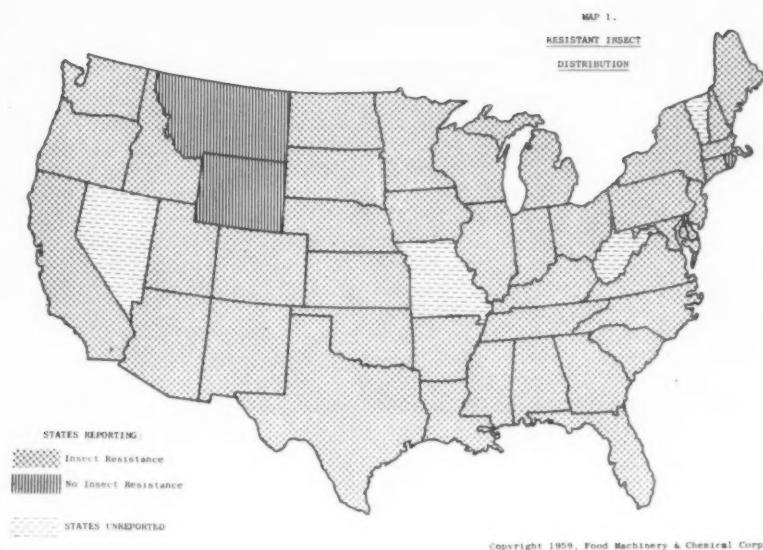 MAP 1.
RESISTANT INSECT
DISTRIBUTION
STATES REPORTING:
Insect Resistance
No Insect Resistance
STATES UNREPORTED
Copyright 1959, Food Machinery & Chemical Corp